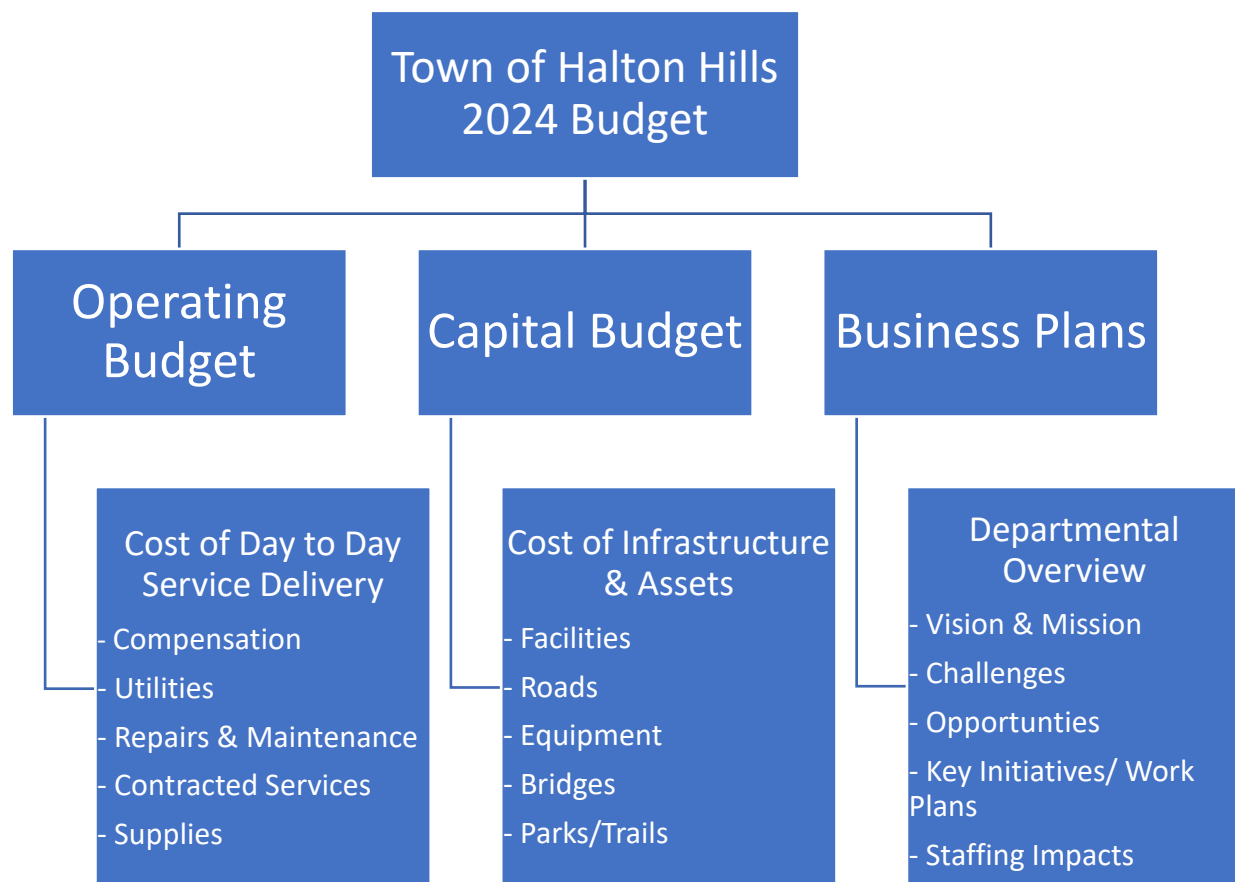 Town of Halton Hills
2024 Budget
Operating
Budget
Capital Budget
Business Plans
Cost of Day to Day
Service Delivery
- Compensation
- Utilities
- Repairs & Maintenance
- Contracted Services
- Supplies
Cost of Infrastructure
& Assets
- Facilities
- Roads
- Equipment
- Bridges
- Parks/Trails
Departmental
Overview
- Vision & Mission
- Challenges
- Opportunties
- Key Initiatives/ Work
Plans
- Staffing Impacts